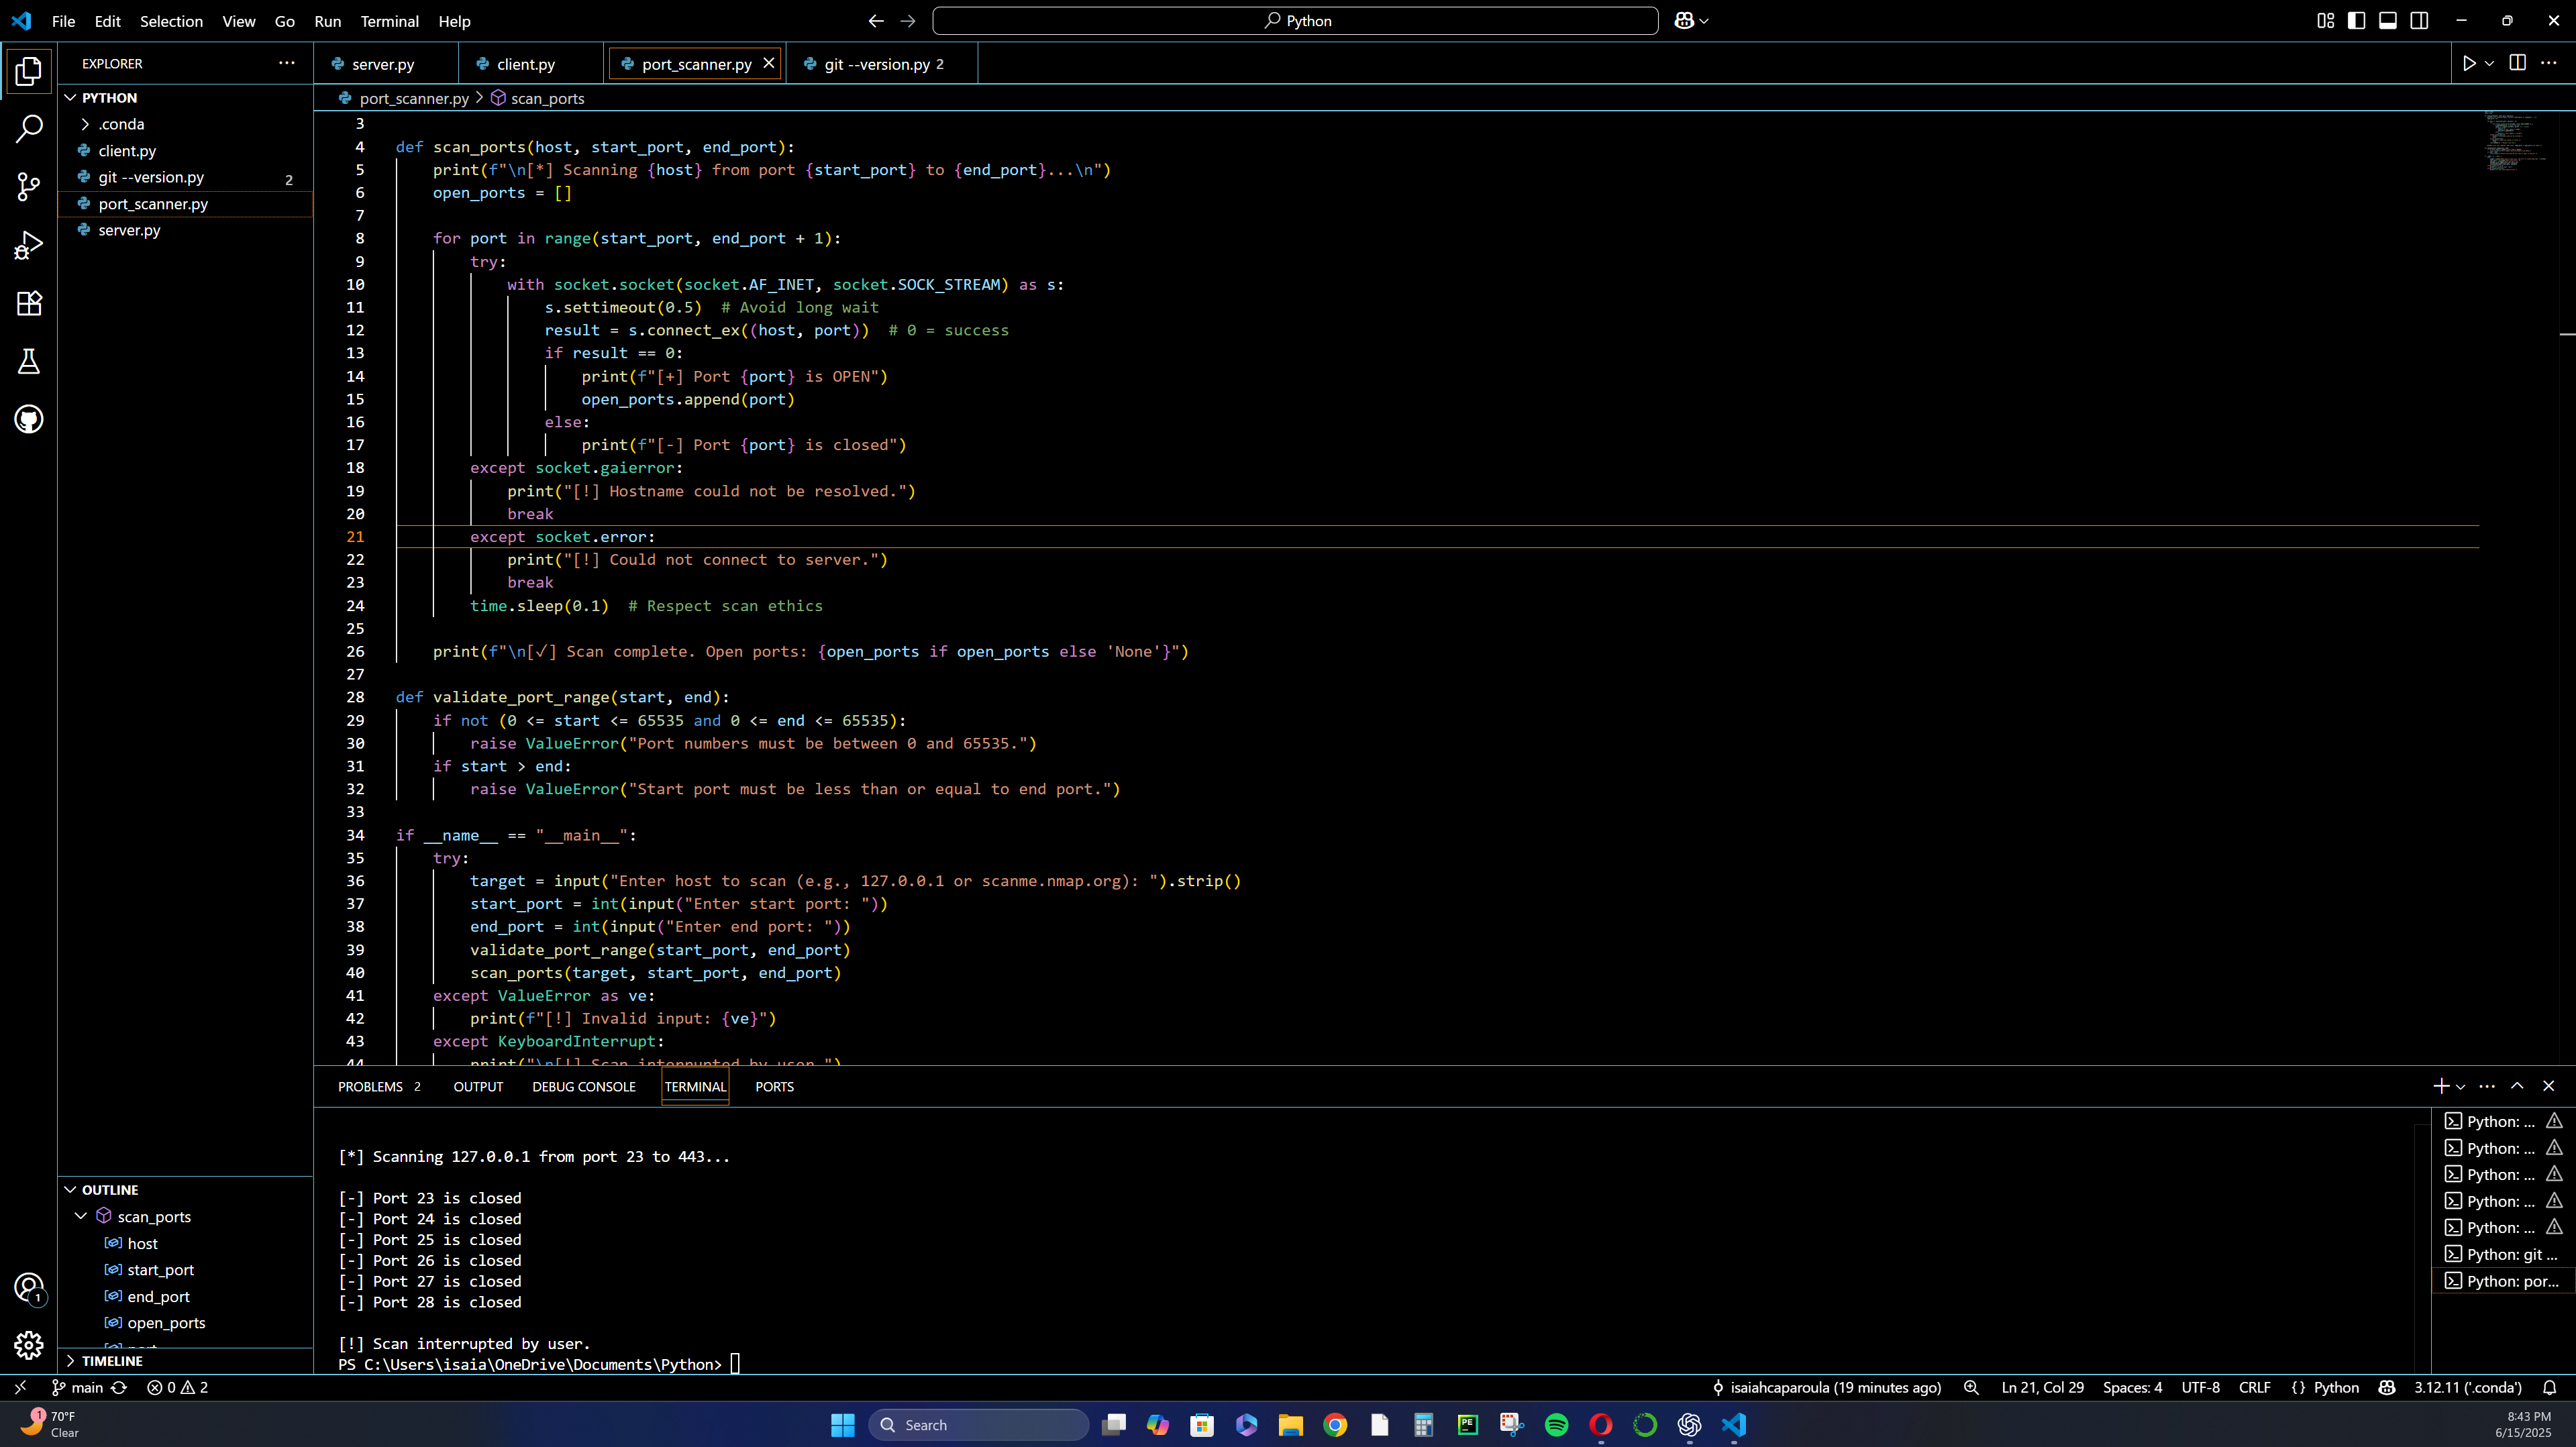 File Edit Selection View Go Run Terminal Help
Python
EXPLORER
PYTHON
.conda
client.py
git --version.py 2
port_scanner.py
server.py
server.py
client.py
port_scanner.py
git --version.py 2
port_scanner.py > scan_ports
3
4 def scan_ports(host, start_port, end_port):
5     print(f"\n[*] Scanning {host} from port {start_port} to {end_port}...\n")
6     open_ports = []
7
8     for port in range(start_port, end_port + 1):
9         try:
10             with socket.socket(socket.AF_INET, socket.SOCK_STREAM) as s:
11                 s.settimeout(0.5)  # Avoid long wait
12                 result = s.connect_ex((host, port))  # 0 = success
13                 if result == 0:
14                     print(f"[+] Port {port} is OPEN")
15                     open_ports.append(port)
16                 else:
17                     print(f"[-] Port {port} is closed")
18         except socket.gaierror:
19             print("[!] Hostname could not be resolved.")
20             break
21         except socket.error:
22             print("[!] Could not connect to server.")
23             break
24         time.sleep(0.1)  # Respect scan ethics
25
26     print(f"\n[✓] Scan complete. Open ports: {open_ports if open_ports else 'None'}")
27
28 def validate_port_range(start, end):
29     if not (0 <= start <= 65535 and 0 <= end <= 65535):
30         raise ValueError("Port numbers must be between 0 and 65535.")
31     if start > end:
32         raise ValueError("Start port must be less than or equal to end port.")
33
34 if __name__ == "__main__":
35     try:
36         target = input("Enter host to scan (e.g., 127.0.0.1 or scanme.nmap.org): ").strip()
37         start_port = int(input("Enter start port: "))
38         end_port = int(input("Enter end port: "))
39         validate_port_range(start_port, end_port)
40         scan_ports(target, start_port, end_port)
41     except ValueError as ve:
42         print(f"[!] Invalid input: {ve}")
43     except KeyboardInterrupt:
44         print("\n[!] Scan interrupted by user.")
PROBLEMS 2 OUTPUT DEBUG CONSOLE TERMINAL PORTS
[*] Scanning 127.0.0.1 from port 23 to 443...
[-] Port 23 is closed
[-] Port 24 is closed
[-] Port 25 is closed
[-] Port 26 is closed
[-] Port 27 is closed
[-] Port 28 is closed
[!] Scan interrupted by user.
PS C:\Users\isaia\OneDrive\Documents\Python>
Python: ...
Python: ...
Python: ...
Python: ...
Python: ...
Python: git ...
Python: por...
OUTLINE
scan_ports
host
start_port
end_port
open_ports
TIMELINE
1
main 0 2
isaiahcaparoula (19 minutes ago) Ln 21, Col 29 Spaces: 4 UTF-8 CRLF {} Python 3.12.11 ('.conda')
1
70°F
Clear
Search
PE
8:43 PM
6/15/2025